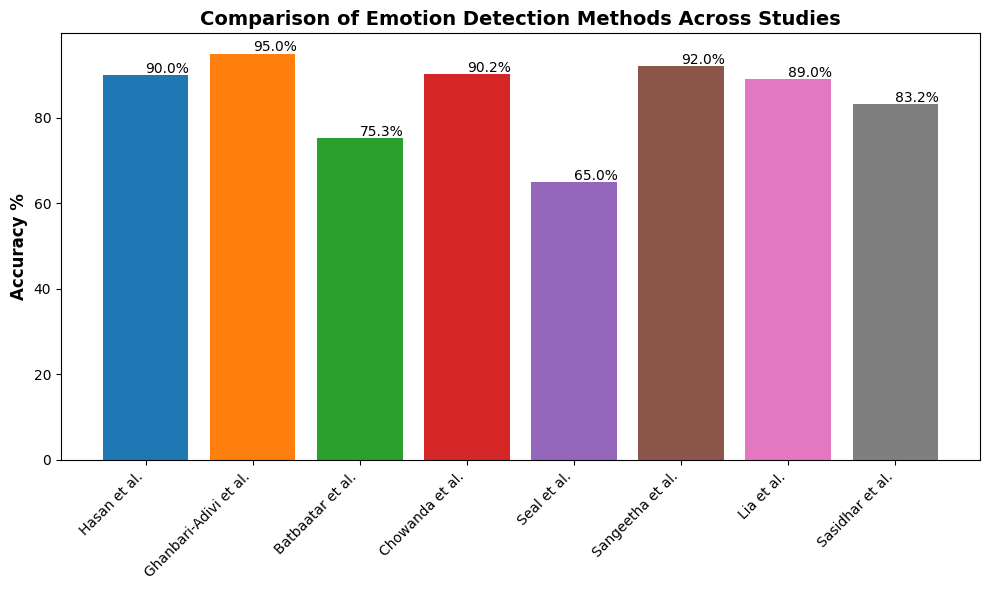 Comparison of Emotion Detection Methods Across Studies
Accuracy %
80
60
40
20
0
90.0%
95.0%
75.3%
90.2%
65.0%
92.0%
89.0%
83.2%
Hasan et al.
Ghanbari-Adivi et al.
Batbaatar et al.
Chowanda et al.
Seal et al.
Sangeetha et al.
Lia et al.
Sasidhar et al.